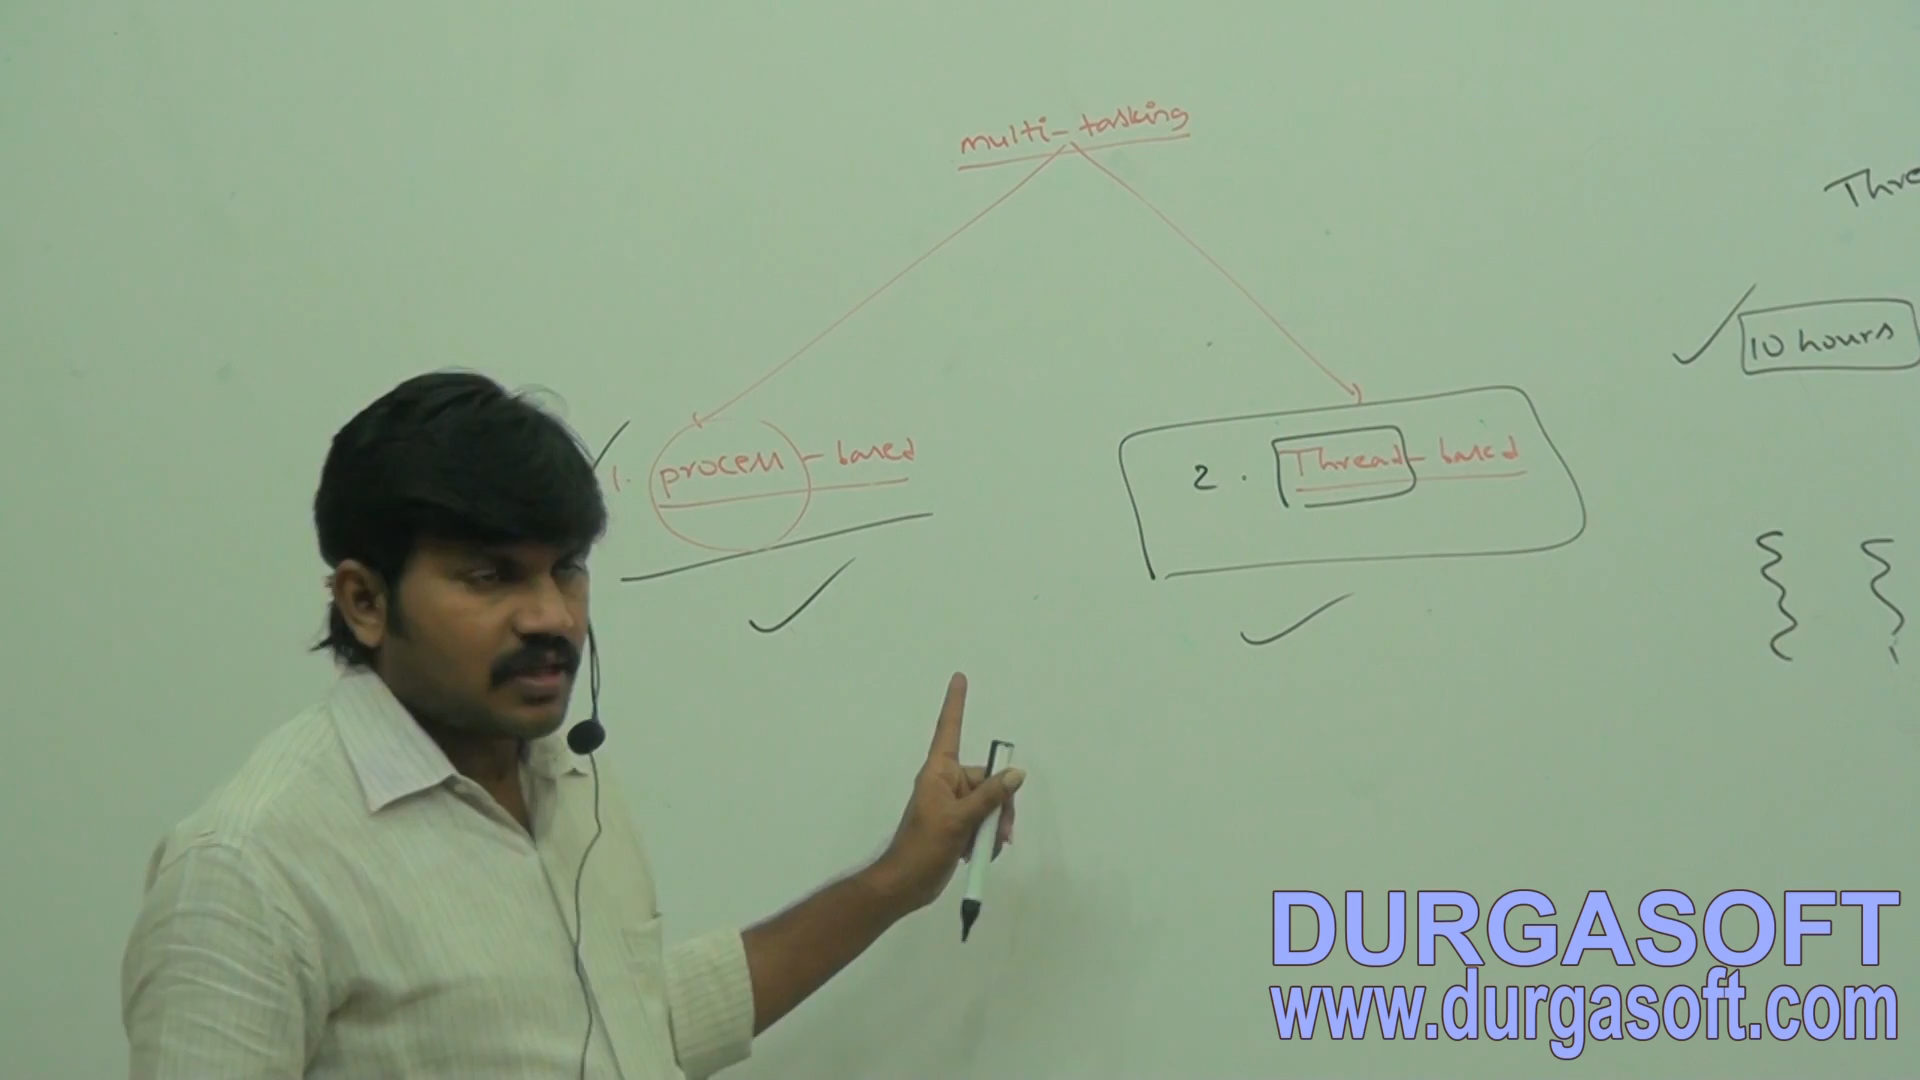 multi-tasking
Thre
10 hours
1. process-based
2. Thread-based
DURGASOFT
www.durgasoft.com